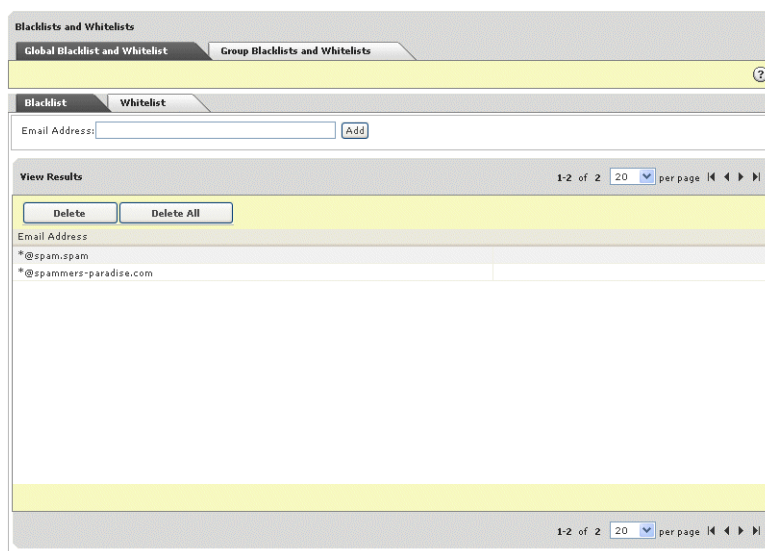 Blacklists and Whitelists
Global Blacklist and Whitelist Group Blacklists and Whitelists
?
Blacklist Whitelist
Email Address: Add
View Results 1-2 of 2 20 per page
Delete Delete All
Email Address
*@spam.spam
*@spammers-paradise.com
1-2 of 2 20 per page